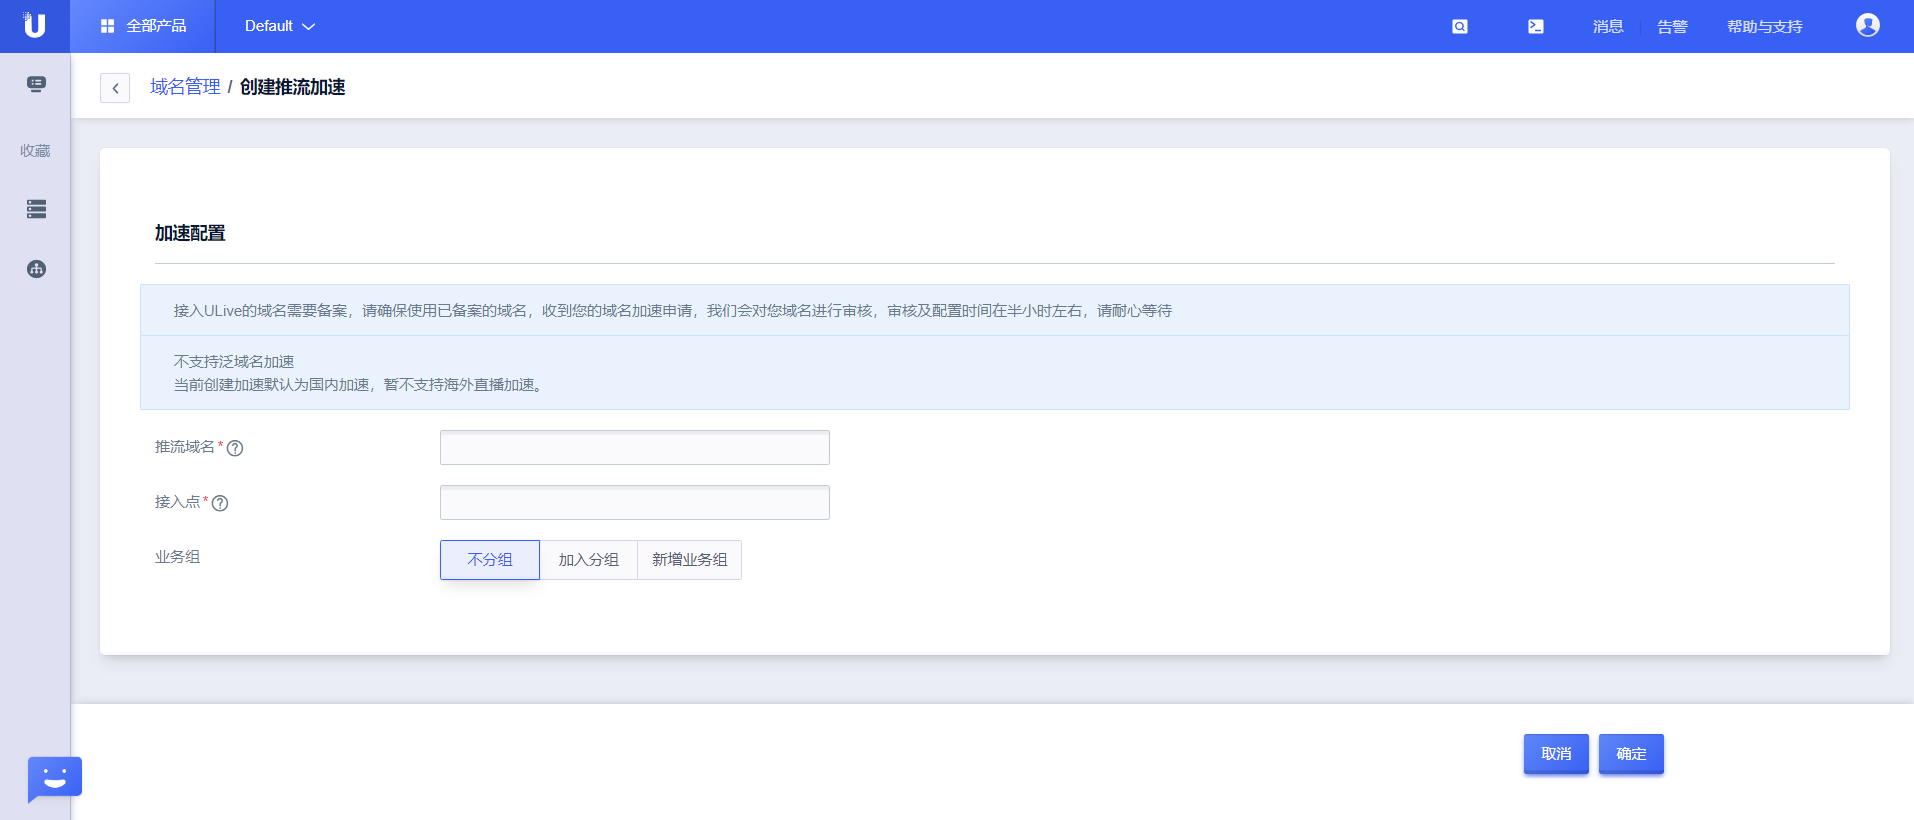 全部产品
Default
消息
告警
帮助与支持
域名管理 / 创建推流加速
收藏
加速配置
接入ULive的域名需要备案，请确保使用已备案的域名，收到您的域名加速申请，我们会对您域名进行审核，审核及配置时间在半小时左右，请耐心等待
不支持泛域名加速
当前创建加速默认为国内加速，暂不支持海外直播加速。
推流域名*
接入点*
业务组
不分组
加入分组
新增业务组
取消
确定